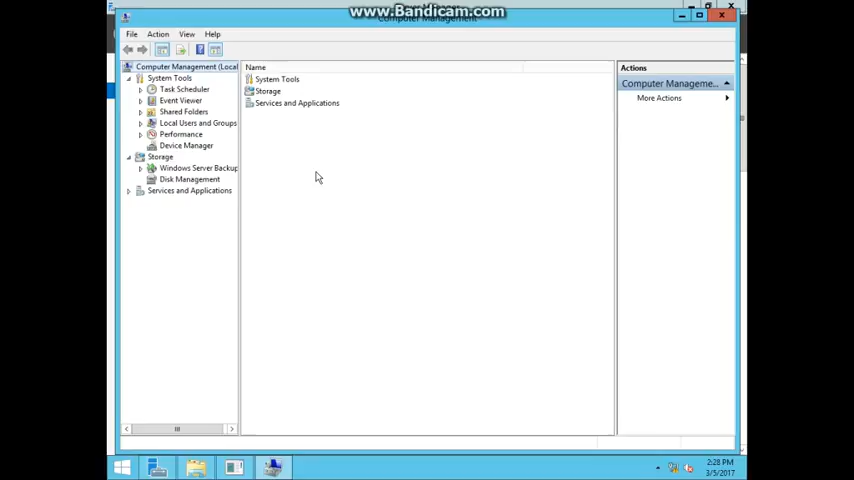 www.Bandicam.com
Computer Management
File Action View Help
Computer Management (Local
System Tools
Task Scheduler
Event Viewer
Shared Folders
Local Users and Groups
Performance
Device Manager
Storage
Windows Server Backup
Disk Management
Services and Applications
Name
System Tools
Storage
Services and Applications
Actions
Computer Manageme...
More Actions
2:28 PM
3/5/2017